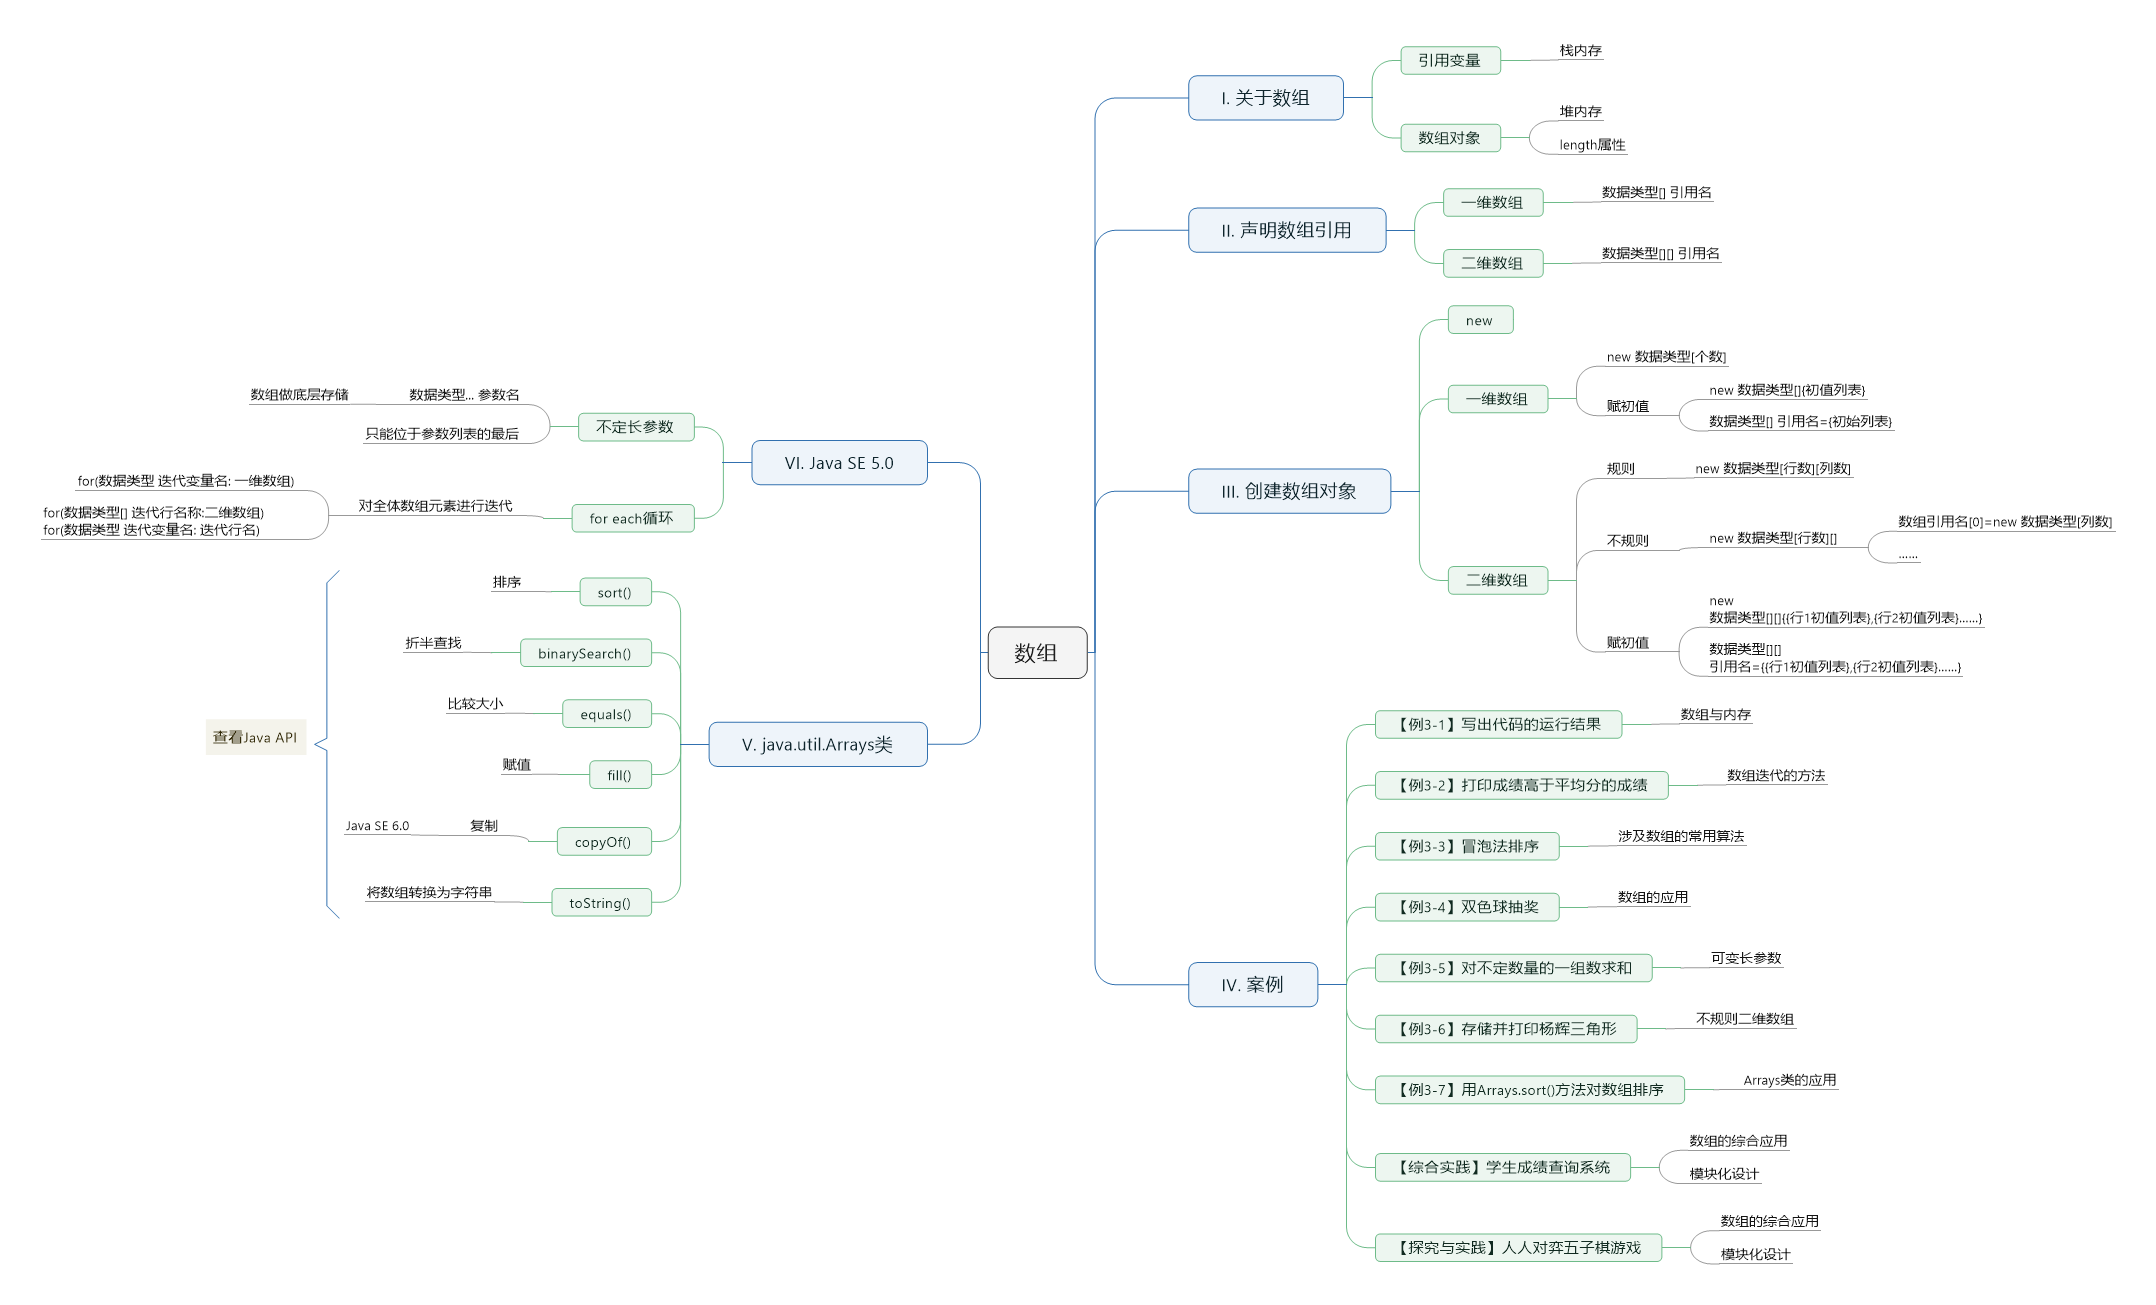 数组
I. 关于数组
引用变量
栈内存
数组对象
堆内存
length属性
II. 声明数组引用
一维数组
数据类型[] 引用名
二维数组
数据类型[][] 引用名
III. 创建数组对象
new
一维数组
new 数据类型[个数]
赋初值
new 数据类型[]{初值列表}
数据类型[] 引用名={初始列表}
二维数组
规则
new 数据类型[行数][列数]
不规则
new 数据类型[行数][]
数组引用名[0]=new 数据类型[列数]
......
赋初值
new
数据类型[][]{{行1初值列表},{行2初值列表}......}
数据类型[][]
引用名={{行1初值列表},{行2初值列表}......}
IV. 案例
【例3-1】写出代码的运行结果
数组与内存
【例3-2】打印成绩高于平均分的成绩
数组迭代的方法
【例3-3】冒泡法排序
涉及数组的常用算法
【例3-4】双色球抽奖
数组的应用
【例3-5】对不定数量的一组数求和
可变长参数
【例3-6】存储并打印杨辉三角形
不规则二维数组
【例3-7】用Arrays.sort()方法对数组排序
Arrays类的应用
【综合实践】学生成绩查询系统
数组的综合应用
模块化设计
【探究与实践】人人对弈五子棋游戏
数组的综合应用
模块化设计
V. java.util.Arrays类
sort()
排序
binarySearch()
折半查找
equals()
比较大小
fill()
赋值
copyOf()
复制
Java SE 6.0
toString()
将数组转换为字符串
查看Java API
VI. Java SE 5.0
不定长参数
数据类型... 参数名
数组做底层存储
只能位于参数列表的最后
for each循环
对全体数组元素进行迭代
for(数据类型 迭代变量名: 一维数组)
for(数据类型[] 迭代行名称:二维数组)
for(数据类型 迭代变量名: 迭代行名)